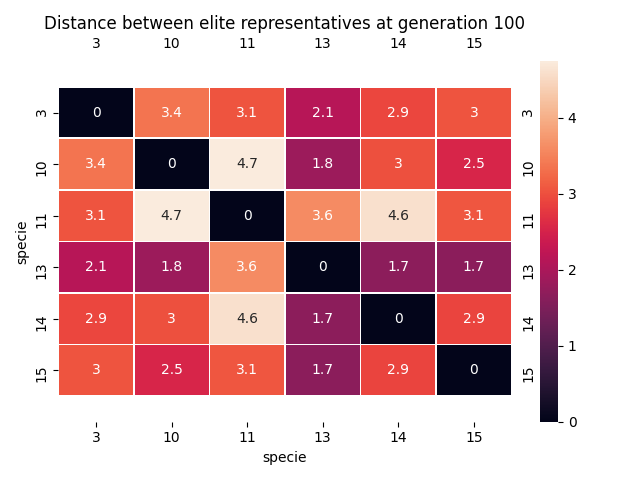 Distance between elite representatives at generation 100
3 10 11 13 14 15
3 0 3.4 3.1 2.1 2.9 3 3
10 3.4 0 4.7 1.8 3 2.5 10
11 3.1 4.7 0 3.6 4.6 3.1 11
13 2.1 1.8 3.6 0 1.7 1.7 13
14 2.9 3 4.6 1.7 0 2.9 14
15 3 2.5 3.1 1.7 2.9 0 15
3 10 11 13 14 15
specie
specie
4
3
2
1
0